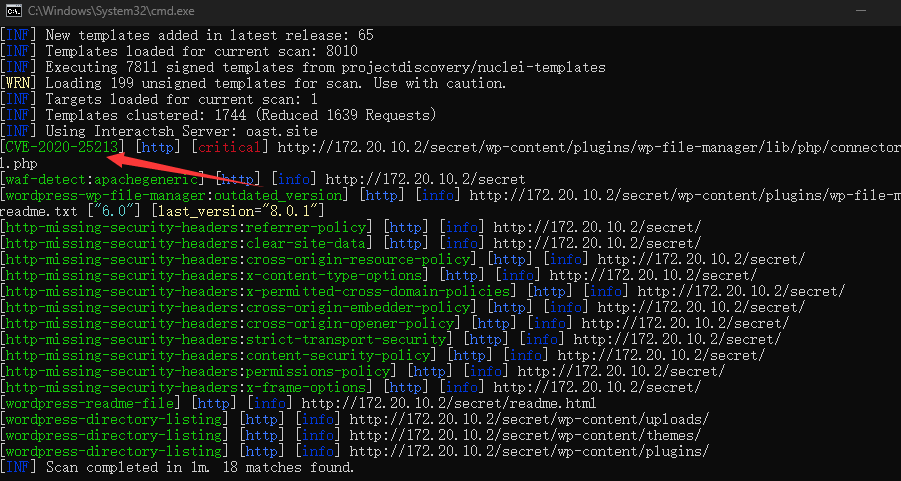 C:\Windows\System32\cmd.exe
[INF] New templates added in latest release: 65
[INF] Templates loaded for current scan: 8010
[INF] Executing 7811 signed templates from projectdiscovery/nuclei-templates
[WRN] Loading 199 unsigned templates for scan. Use with caution.
[INF] Targets loaded for current scan: 1
[INF] Templates clustered: 1744 (Reduced 1639 Requests)
[INF] Using Interactsh Server: oast.site
[CVE-2020-25213] [http] [critical] http://172.20.10.2/secret/wp-content/plugins/wp-file-manager/lib/php/connector
l.php
[waf-detect:apachegeneric] [http] [info] http://172.20.10.2/secret
[wordpress-wp-file-manager:outdated_version] [http] [info] http://172.20.10.2/secret/wp-content/plugins/wp-file-m
readme.txt ["6.0"] [last_version="8.0.1"]
[http-missing-security-headers:referrer-policy] [http] [info] http://172.20.10.2/secret/
[http-missing-security-headers:clear-site-data] [http] [info] http://172.20.10.2/secret/
[http-missing-security-headers:cross-origin-resource-policy] [http] [info] http://172.20.10.2/secret/
[http-missing-security-headers:x-content-type-options] [http] [info] http://172.20.10.2/secret/
[http-missing-security-headers:x-permitted-cross-domain-policies] [http] [info] http://172.20.10.2/secret/
[http-missing-security-headers:cross-origin-embedder-policy] [http] [info] http://172.20.10.2/secret/
[http-missing-security-headers:cross-origin-opener-policy] [http] [info] http://172.20.10.2/secret/
[http-missing-security-headers:strict-transport-security] [http] [info] http://172.20.10.2/secret/
[http-missing-security-headers:content-security-policy] [http] [info] http://172.20.10.2/secret/
[http-missing-security-headers:permissions-policy] [http] [info] http://172.20.10.2/secret/
[http-missing-security-headers:x-frame-options] [http] [info] http://172.20.10.2/secret/
[wordpress-readme-file] [http] [info] http://172.20.10.2/secret/readme.html
[wordpress-directory-listing] [http] [info] http://172.20.10.2/secret/wp-content/uploads/
[wordpress-directory-listing] [http] [info] http://172.20.10.2/secret/wp-content/themes/
[wordpress-directory-listing] [http] [info] http://172.20.10.2/secret/wp-content/plugins/
[INF] Scan completed in 1m. 18 matches found.